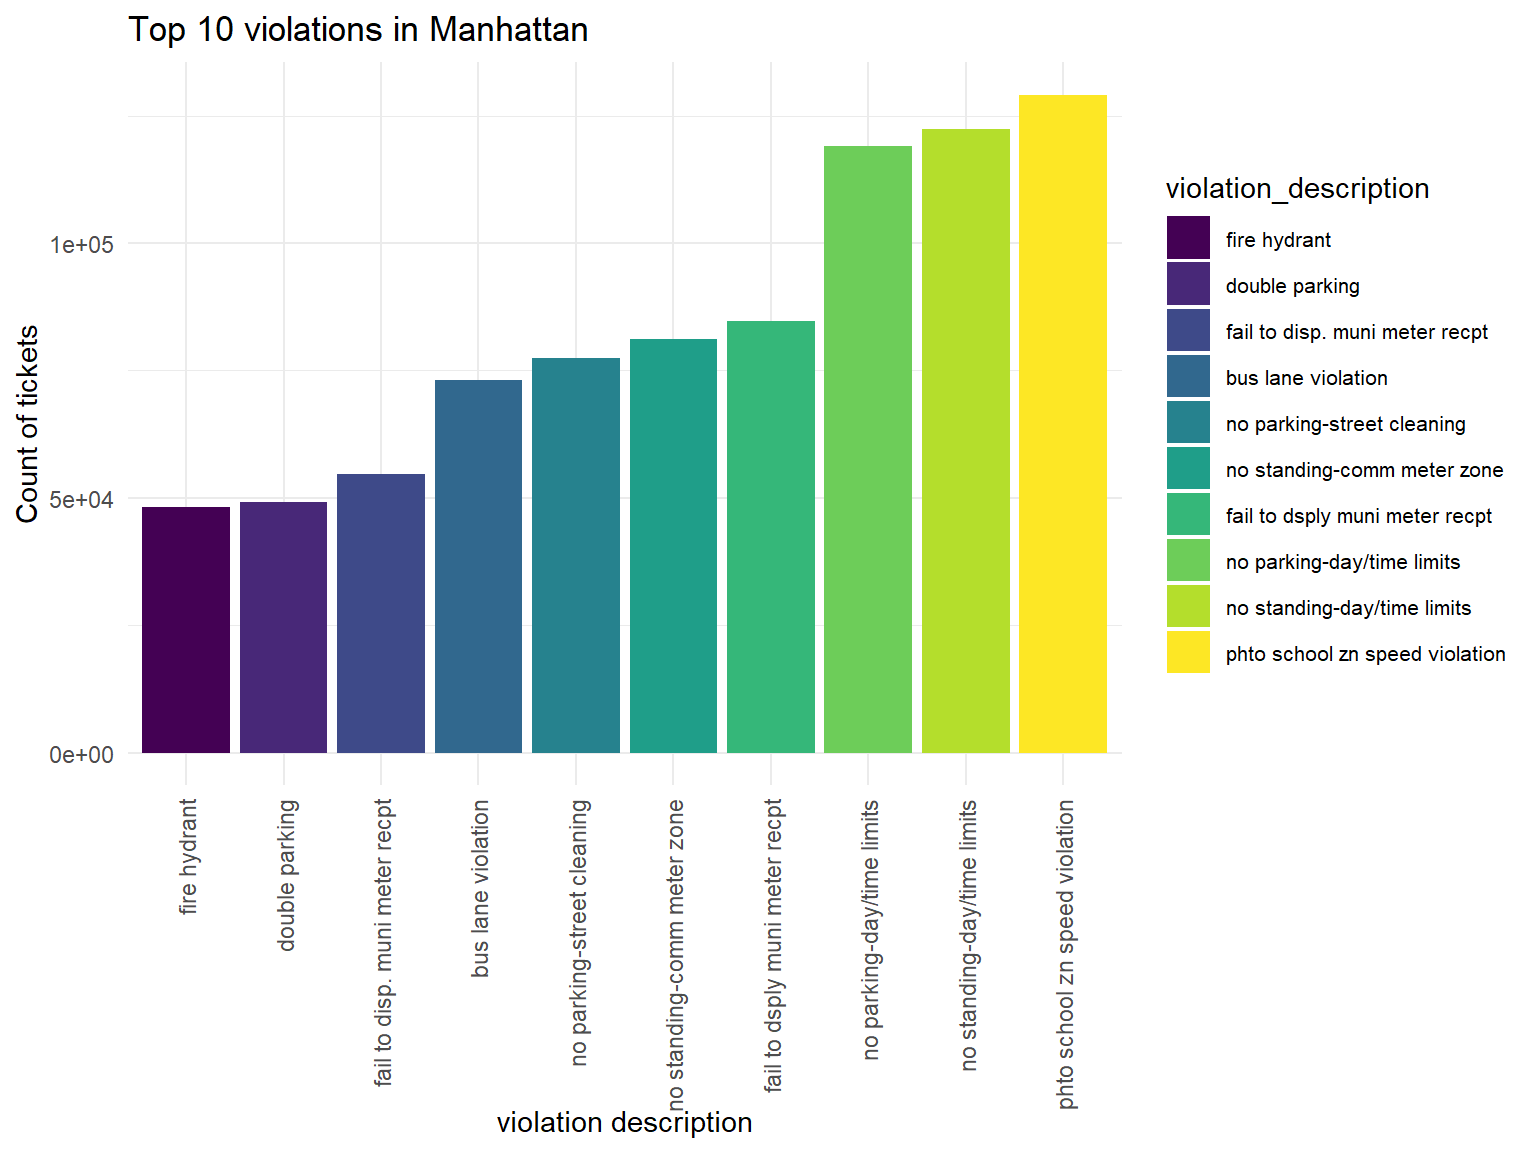 Top 10 violations in Manhattan
Count of tickets
1e+05
5e+04
0e+00
fire hydrant
double parking
fail to disp. muni meter recpt
bus lane violation
no parking-street cleaning
no standing-comm meter zone
fail to dsply muni meter recpt
no parking-day/time limits
no standing-day/time limits
phto school zn speed violation
violation description
violation_description
fire hydrant
double parking
fail to disp. muni meter recpt
bus lane violation
no parking-street cleaning
no standing-comm meter zone
fail to dsply muni meter recpt
no parking-day/time limits
no standing-day/time limits
phto school zn speed violation